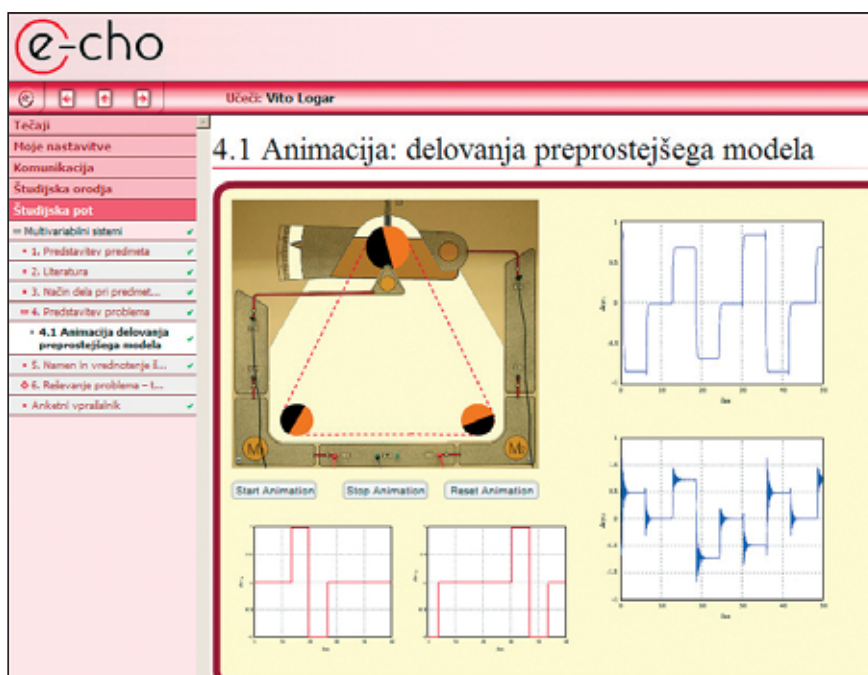 e-cho
Učeči: Vito Logar
Tečaji
Moje nastavitve
Komunikacija
Študijska orodja
Študijska pot
Multivariabilni sistemi
1. Predstavitev predmeta
2. Literatura
3. Način dela pri predmet...
4. Predstavitev problema
4.1 Animacija delovanja
preprostejšega modela
5. Namen in vrednotenje š...
6. Reševanje problema – t...
Anketni vprašalnik
4.1 Animacija: delovanja preprostejšega modela
M₁
M₂
Start Animation
Stop Animation
Reset Animation